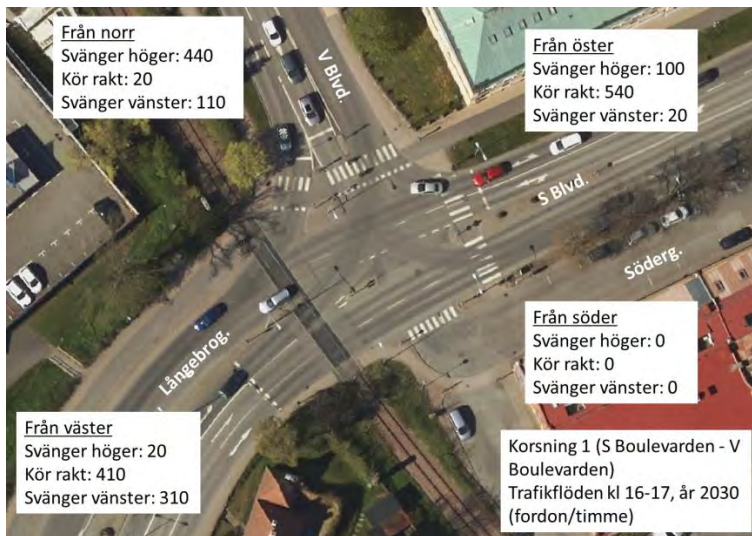 Från norr
Svänger höger: 440
Kör rakt: 20
Svänger vänster: 110
V Blvd.
Från öster
Svänger höger: 100
Kör rakt: 540
Svänger vänster: 20
S Blvd.
Söderg.
Långebrog.
Från söder
Svänger höger: 0
Kör rakt: 0
Svänger vänster: 0
Från väster
Svänger höger: 20
Kör rakt: 410
Svänger vänster: 310
Korsning 1 (S Boulevarden - V
Boulevarden)
Trafikflöden kl 16-17, år 2030
(fordon/timme)